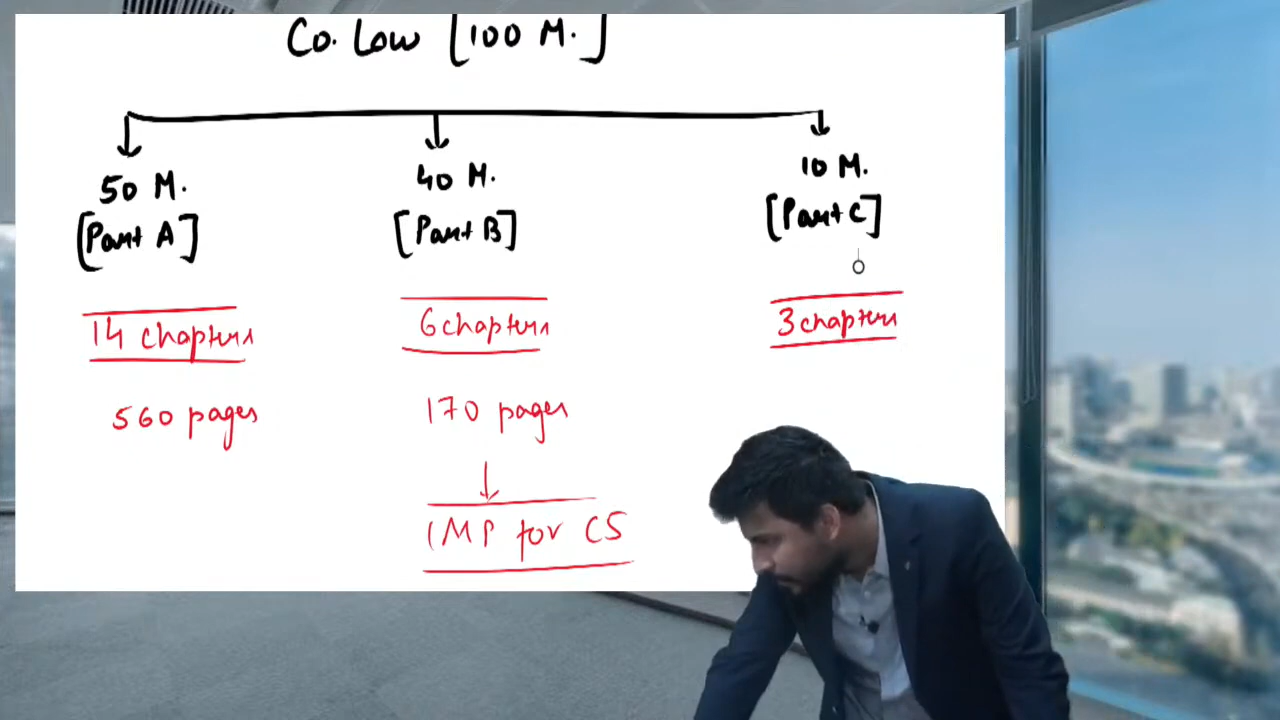 Co. Law [100 M.]
50 M.
[Part A]
14 chapters
560 pages
40 M.
[Part B]
6 chapters
170 pages
IMP for CS
10 M.
[Part C]
3 chapters